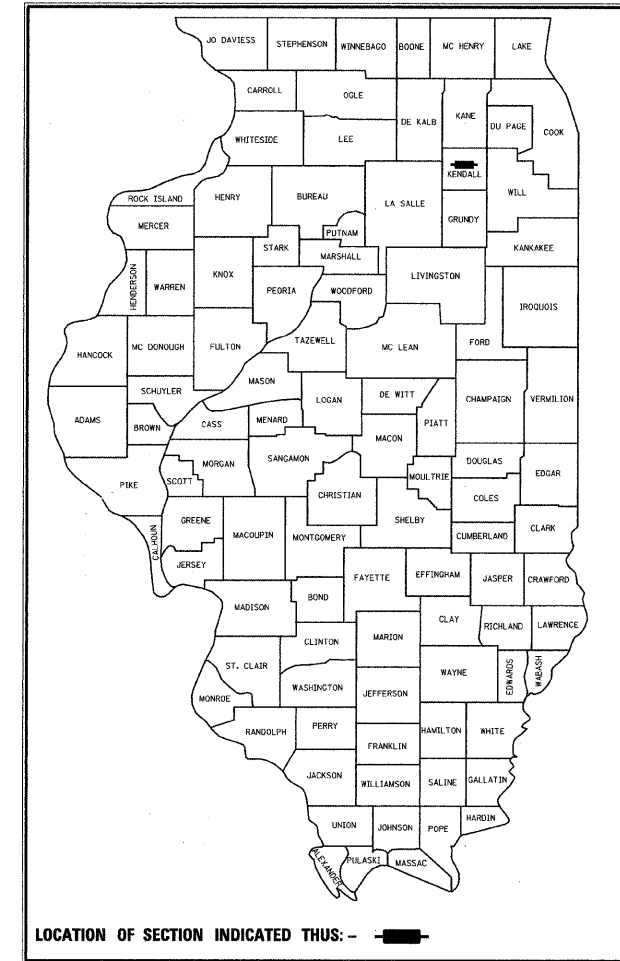 JO DAVIESS
STEPHENSON
WINNEBAGO
BOONE
MC HENRY
LAKE
CARROLL
OGLE
DE KALB
KANE
DU PAGE
COOK
WHITESIDE
LEE
KENDALL
WILL
ROCK ISLAND
HENRY
BUREAU
LA SALLE
GRUNDY
MERCER
PUTNAM
STARK
MARSHALL
KANKAKEE
HENDERSON
WARREN
KNOX
PEORIA
WOODFORD
LIVINGSTON
IROQUOIS
HANCOCK
MC DONOUGH
FULTON
TAZEWELL
MC LEAN
FORD
MASON
SCHUYLER
LOGAN
DE WITT
CHAMPAIGN
VERMILION
ADAMS
BROWN
CASS
MENARD
MACON
PIATT
PIKE
SCOTT
MORGAN
SANGAMON
CHRISTIAN
MOULTRIE
DOUGLAS
COLES
EDGAR
CALHOUN
GREENE
MACOUPIN
MONTGOMERY
SHELBY
CUMBERLAND
CLARK
JERSEY
FAYETTE
EFFINGHAM
JASPER
CRAWFORD
MADISON
BOND
CLAY
RICHLAND
LAWRENCE
CLINTON
MARION
ST. CLAIR
WAYNE
EDWARDS
WABASH
WASHINGTON
JEFFERSON
MONROE
RANDOLPH
PERRY
HAMILTON
WHITE
FRANKLIN
JACKSON
WILLIAMSON
SALINE
GALLATIN
UNION
JOHNSON
POPE
HARDIN
ALEXANDER
PULASKI
MASSAC
LOCATION OF SECTION INDICATED THUS: -